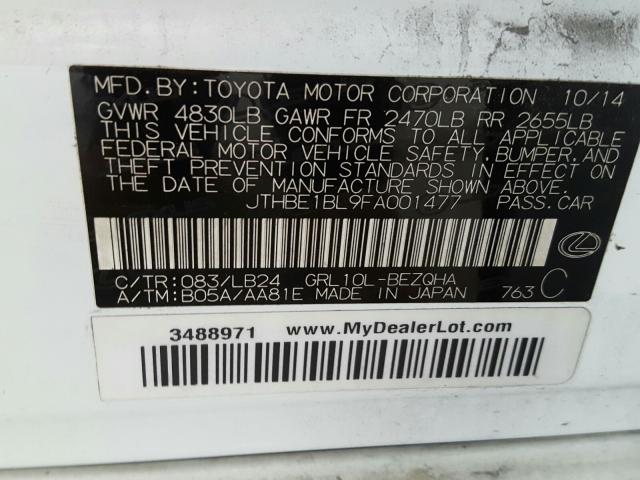 MFD. BY: TOYOTA MOTOR CORPORATION 10/14
GVWR 4830LB GAWR FR 2470LB RR 2655LB
THIS VEHICLE CONFORMS TO ALL APPLICABLE
FEDERAL MOTOR VEHICLE SAFETY, BUMPER, AND
THEFT PREVENTION STANDARDS IN EFFECT ON
THE DATE OF MANUFACTURE SHOWN ABOVE.
JTHBE1BL9FA001477 PASS. CAR
C/TR: 083/LB24 GRL10L-BEZQHA
A/TM: B05A/AA81E MADE IN JAPAN 763 C
3488971 www.MyDealerLot.com